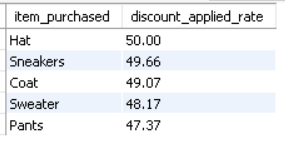 item_purchased discount_applied_rate
Hat 50.00
Sneakers 49.66
Coat 49.07
Sweater 48.17
Pants 47.37